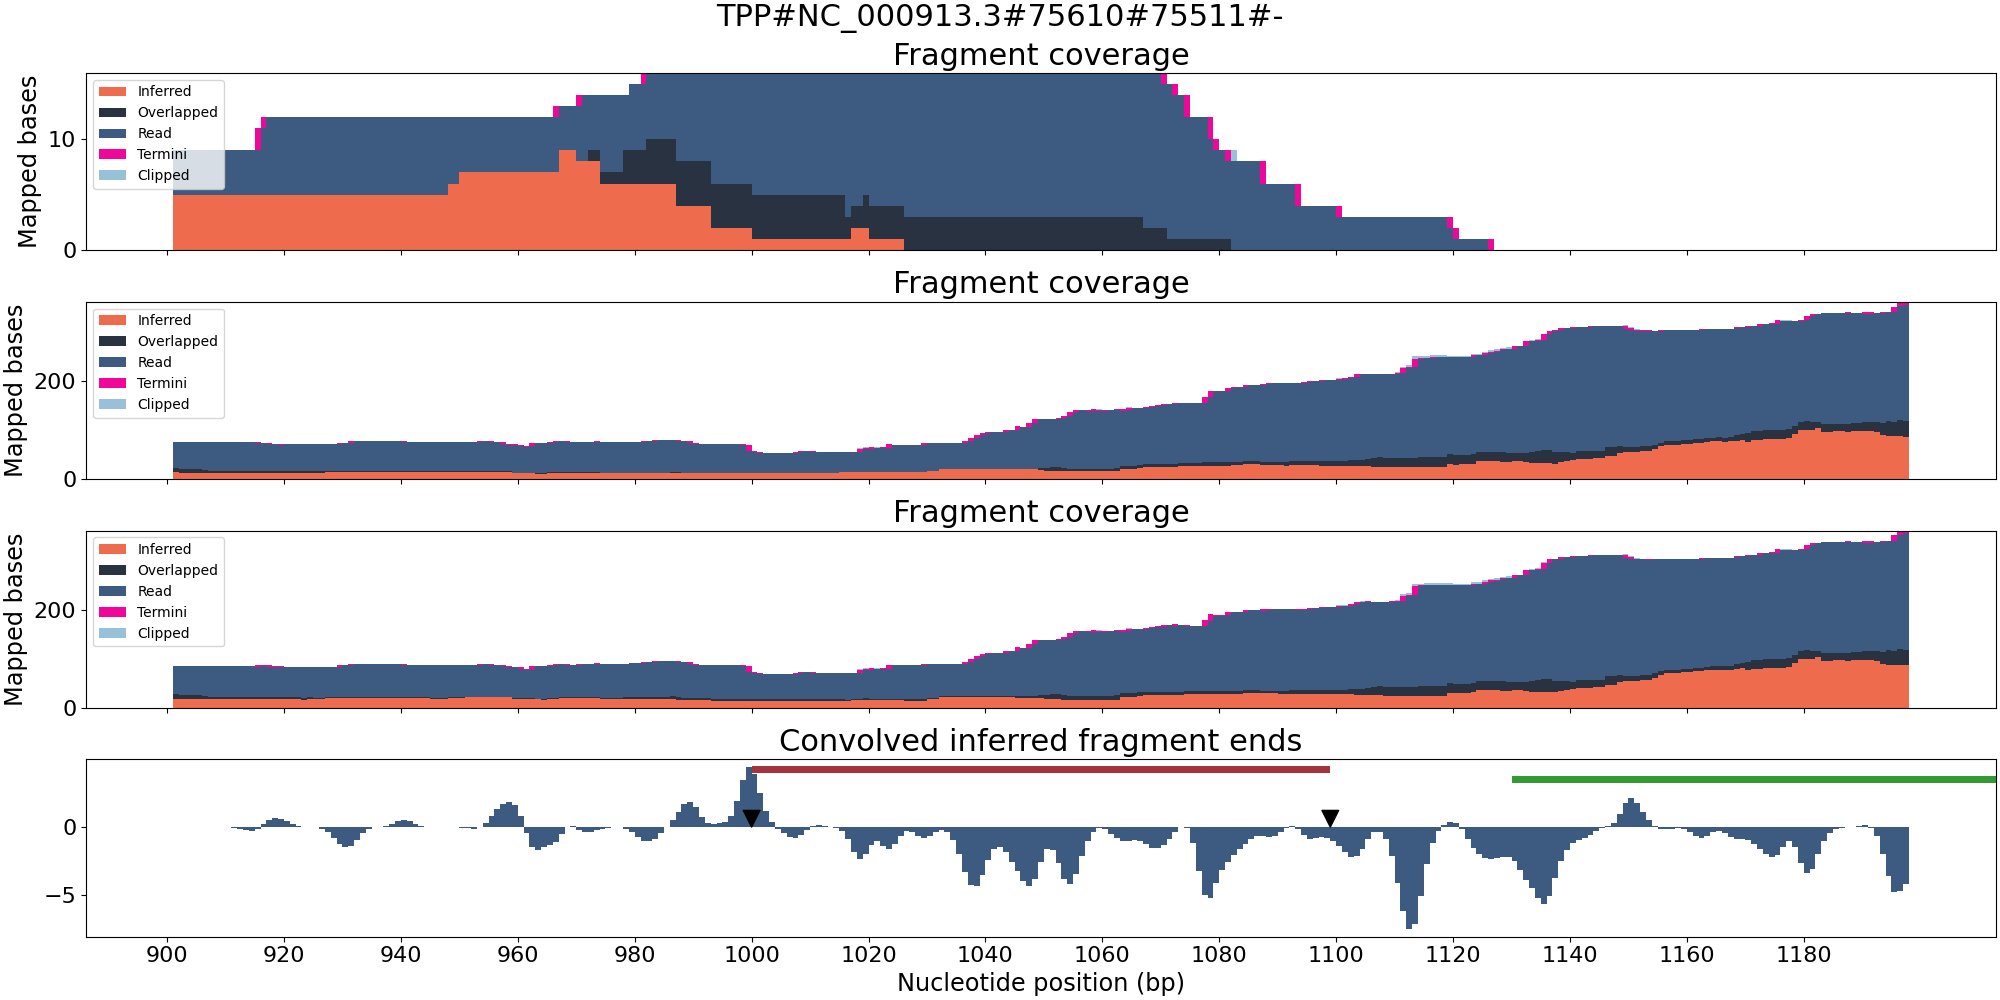 TPP#NC_000913.3#75610#75511#-
Fragment coverage
Mapped bases
10
0
Inferred
Overlapped
Read
Termini
Clipped
Fragment coverage
Mapped bases
200
0
Inferred
Overlapped
Read
Termini
Clipped
Fragment coverage
Mapped bases
200
0
Inferred
Overlapped
Read
Termini
Clipped
Convolved inferred fragment ends
0
−5
900 920 940 960 980 1000 1020 1040 1060 1080 1100 1120 1140 1160 1180
Nucleotide position (bp)